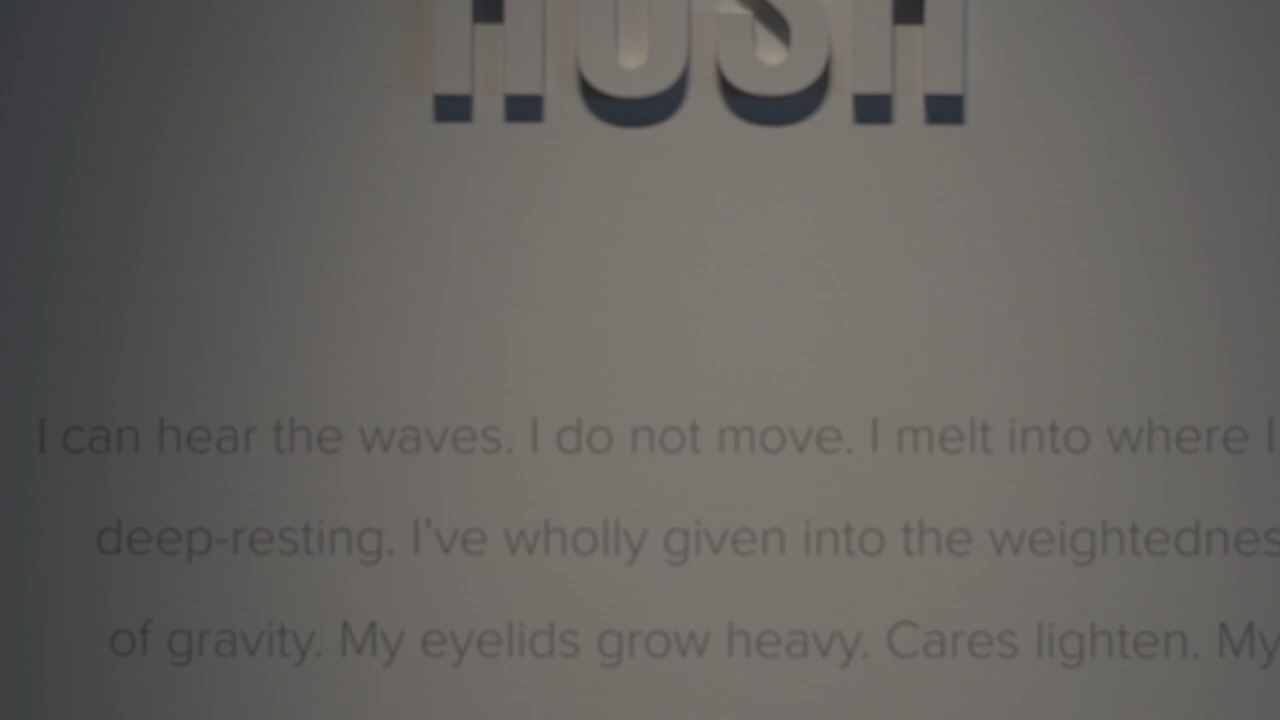 HUSH
I can hear the waves. I do not move. I melt into where I
deep-resting. I've wholly given into the weightednes
of gravity. My eyelids grow heavy. Cares lighten. My